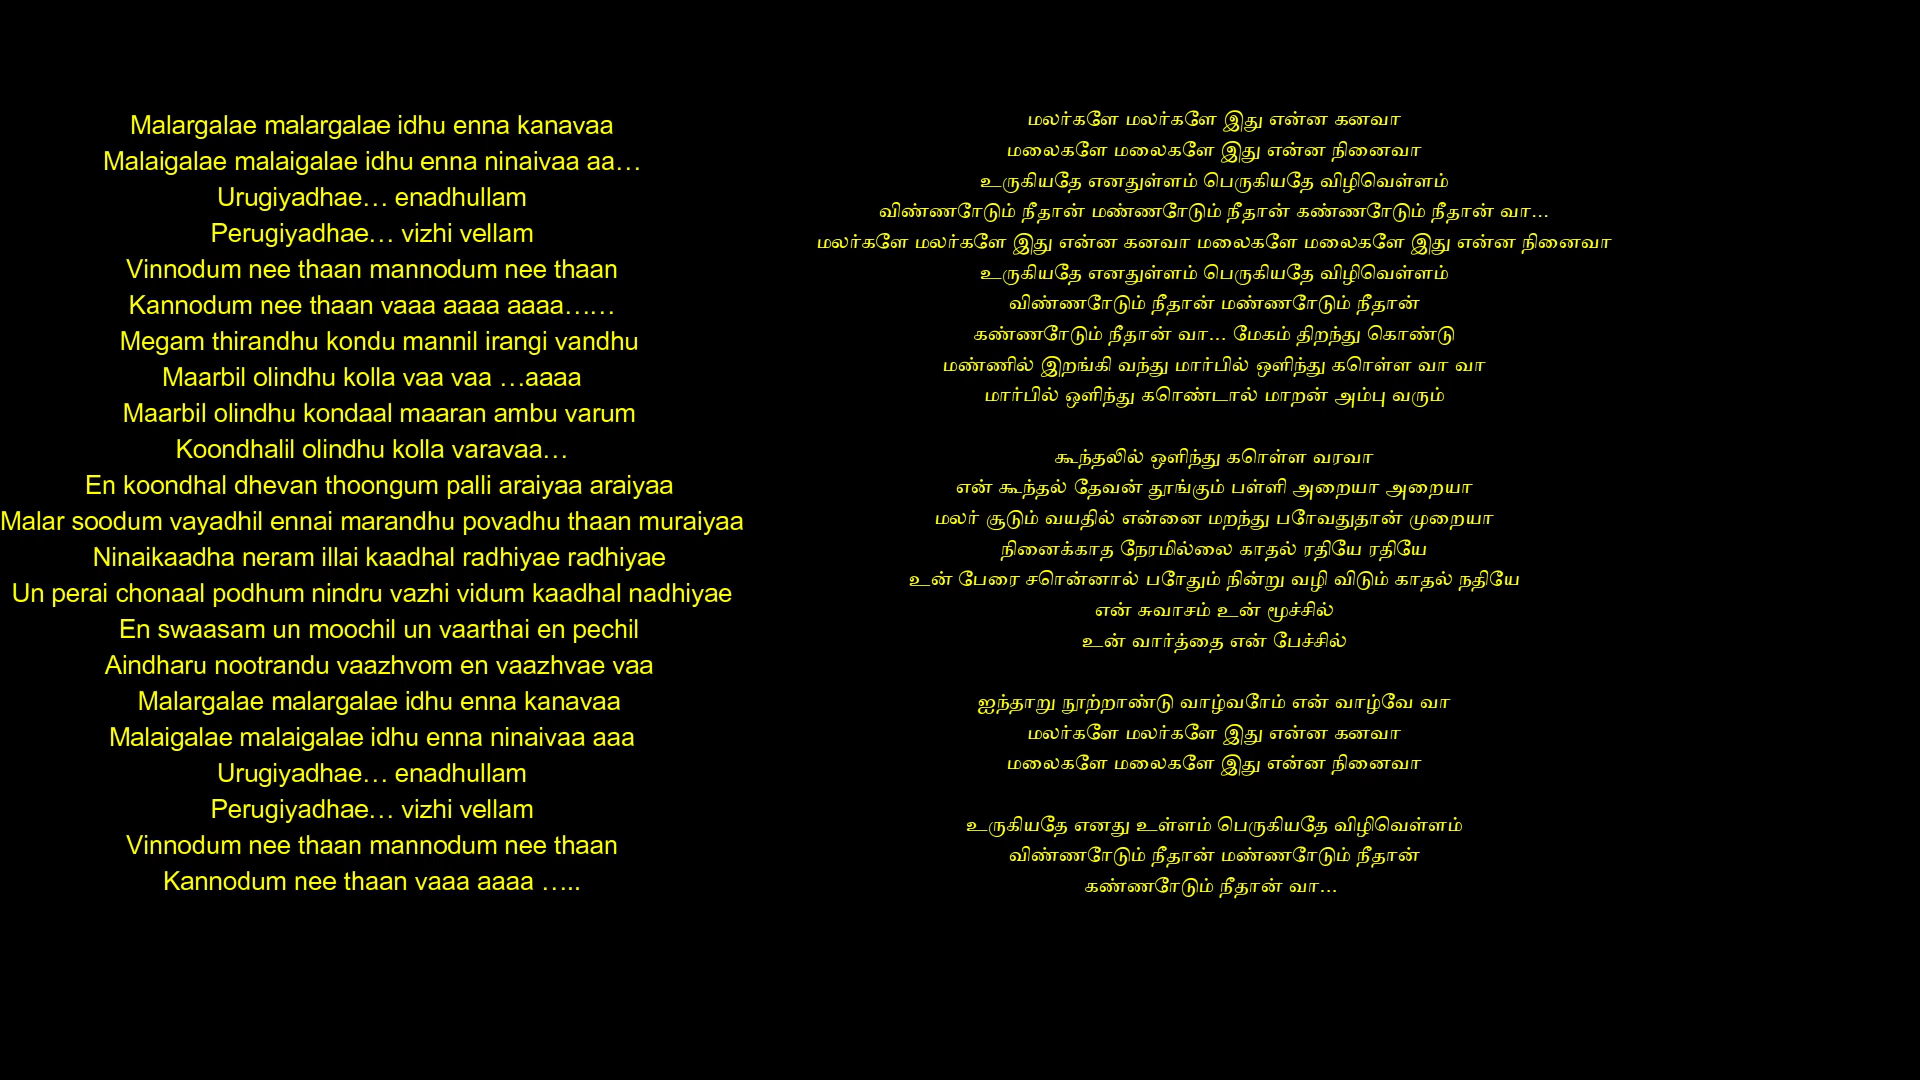 Malargalae malargalae idhu enna kanavaa
Malaigalae malaigalae idhu enna ninaivaa aa…
Urugiyadhae… enadhullam
Perugiyadhae… vizhi vellam
Vinnodum nee thaan mannodum nee thaan
Kannodum nee thaan vaaa aaaa aaaa……
Megam thirandhu kondu mannil irangi vandhu
Maarbil olindhu kolla vaa vaa …aaaa
Maarbil olindhu kondaal maaran ambu varum
Koondhalil olindhu kolla varavaa…
En koondhal dhevan thoongum palli araiyaa araiyaa
Malar soodum vayadhil ennai marandhu povadhu thaan muraiyaa
Ninaikaadha neram illai kaadhal radhiyae radhiyae
Un perai chonaal podhum nindru vazhi vidum kaadhal nadhiyae
En swaasam un moochil un vaarthai en pechil
Aindharu nootrandu vaazhvom en vaazhvae vaa
Malargalae malargalae idhu enna kanavaa
Malaigalae malaigalae idhu enna ninaivaa aaa
Urugiyadhae… enadhullam
Perugiyadhae… vizhi vellam
Vinnodum nee thaan mannodum nee thaan
Kannodum nee thaan vaaa aaaa …..
மலர்களே மலர்களே இது என்ன கனவா
மலைகளே மலைகளே இது என்ன நினைவா
உருகியதே எனதுள்ளம் பெருகியதே விழிவெள்ளம்
விண்ணோடும் நீதான் மண்ணோடும் நீதான் கண்ணோடும் நீதான் வா...
மலர்களே மலர்களே இது என்ன கனவா மலைகளே மலைகளே இது என்ன நினைவா
உருகியதே எனதுள்ளம் பெருகியதே விழிவெள்ளம்
விண்ணோடும் நீதான் மண்ணோடும் நீதான்
கண்ணோடும் நீதான் வா... மேகம் திறந்து கொண்டு
மண்ணில் இறங்கி வந்து மார்பில் ஒளிந்து கொள்ள வா வா
மார்பில் ஒளிந்து கொண்டால் மாறன் அம்பு வரும்
கூந்தலில் ஒளிந்து கொள்ள வரவா
என் கூந்தல் தேவன் தூங்கும் பள்ளி அறையா அறையா
மலர் சூடும் வயதில் என்னை மறந்து போவதுதான் முறையா
நினைக்காத நேரமில்லை காதல் ரதியே ரதியே
உன் பேரை சொன்னால் போதும் நின்று வழி விடும் காதல் நதியே
என் சுவாசம் உன் மூச்சில்
உன் வார்த்தை என் பேச்சில்
ஐந்தாறு நூற்றாண்டு வாழ்வோம் என் வாழ்வே வா
மலர்களே மலர்களே இது என்ன கனவா
மலைகளே மலைகளே இது என்ன நினைவா
உருகியதே எனது உள்ளம் பெருகியதே விழிவெள்ளம்
விண்ணோடும் நீதான் மண்ணோடும் நீதான்
கண்ணோடும் நீதான் வா...